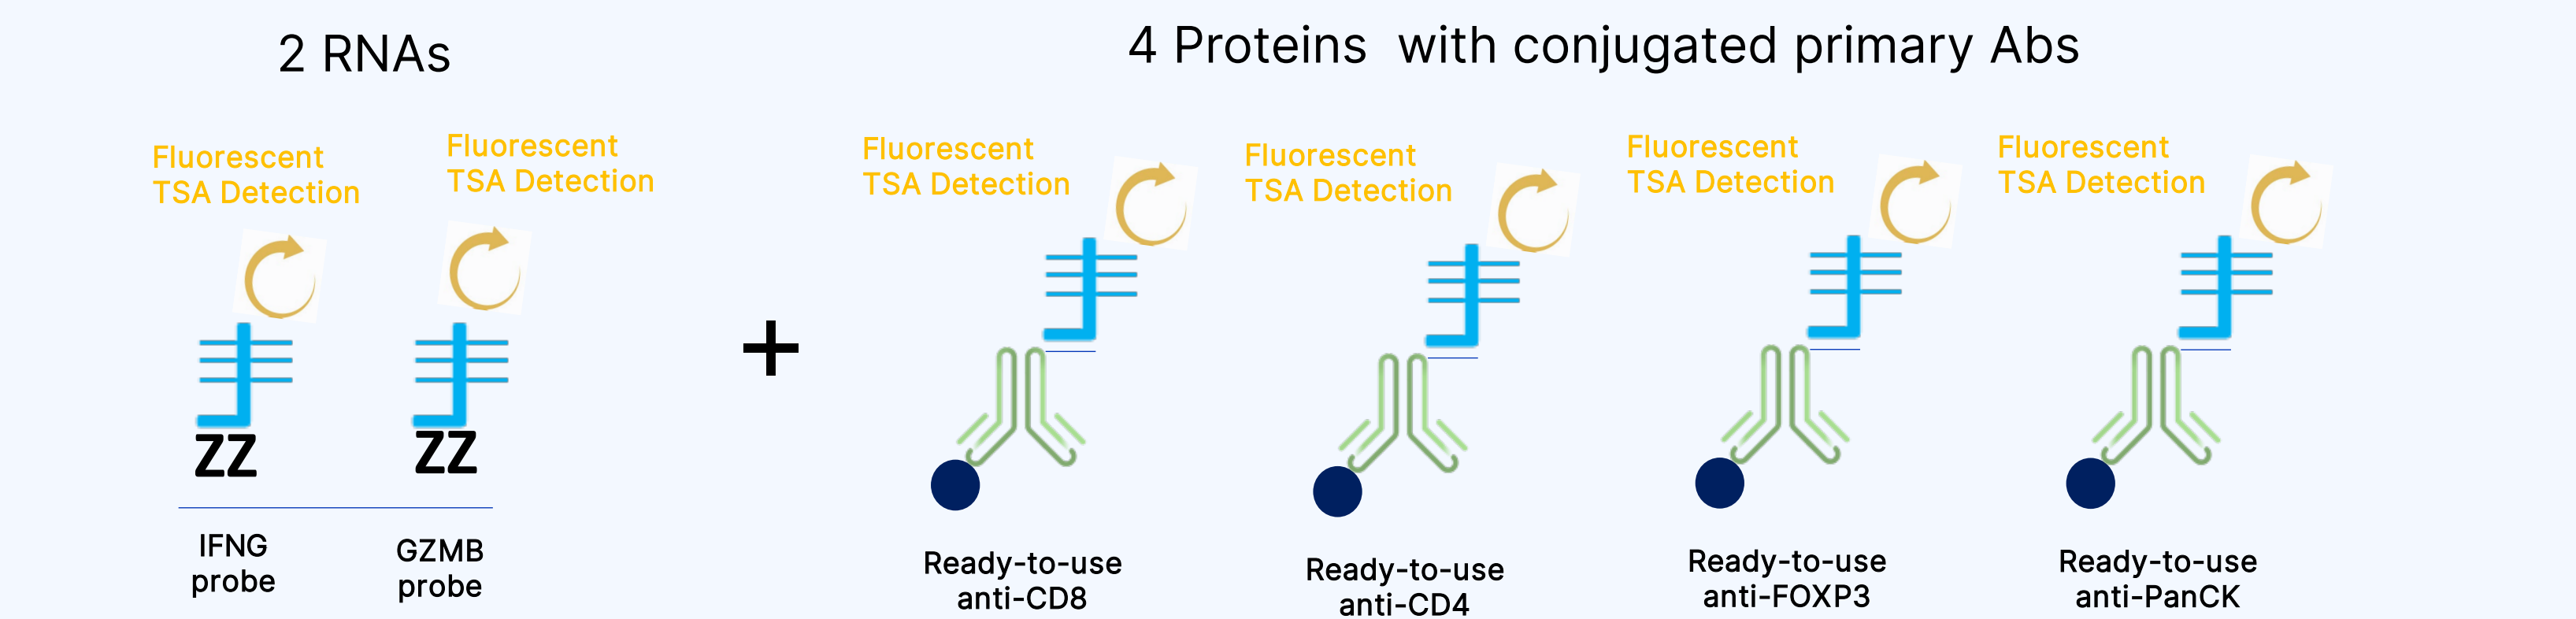 2 RNAs
4 Proteins  with conjugated primary Abs
Fluorescent
TSA Detection
Fluorescent
TSA Detection
Fluorescent
TSA Detection
Fluorescent
TSA Detection
Fluorescent
TSA Detection
Fluorescent
TSA Detection
+
ZZ
ZZ
IFNG
probe
GZMB
probe
Ready-to-use
anti-CD8
Ready-to-use
anti-CD4
Ready-to-use
anti-FOXP3
Ready-to-use
anti-PanCK